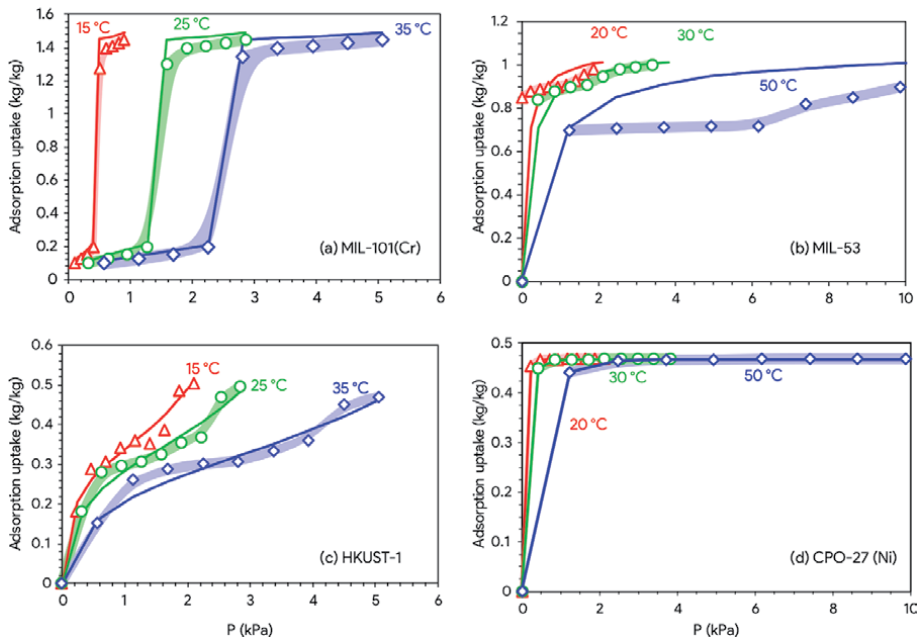 15 °C
25 °C
35 °C
1.6
1.4
1.2
1
0.8
0.6
0.4
0.2
0
Adsorption uptake (kg/kg)
(a) MIL-101(Cr)
0 1 2 3 4 5 6
P (kPa)
20 °C
30 °C
50 °C
1.2
1
0.8
0.6
0.4
0.2
0
Adsorption uptake (kg/kg)
(b) MIL-53
0 2 4 6 8 10
15 °C
25 °C
35 °C
0.6
0.5
0.4
0.3
0.2
0.1
0
Adsorption uptake (kg/kg)
(c) HKUST-1
0 1 2 3 4 5 6
P (kPa)
0.5
0.4
0.3
0.2
0.1
0
Adsorption uptake (kg/kg)
30 °C
50 °C
20 °C
(d) CPO-27 (Ni)
0 2 4 6 8 10
P (kPa)